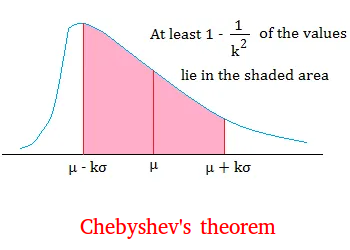 At least 1 - 1/k² of the values
lie in the shaded area
μ - kσ μ μ + kσ
Chebyshev's theorem